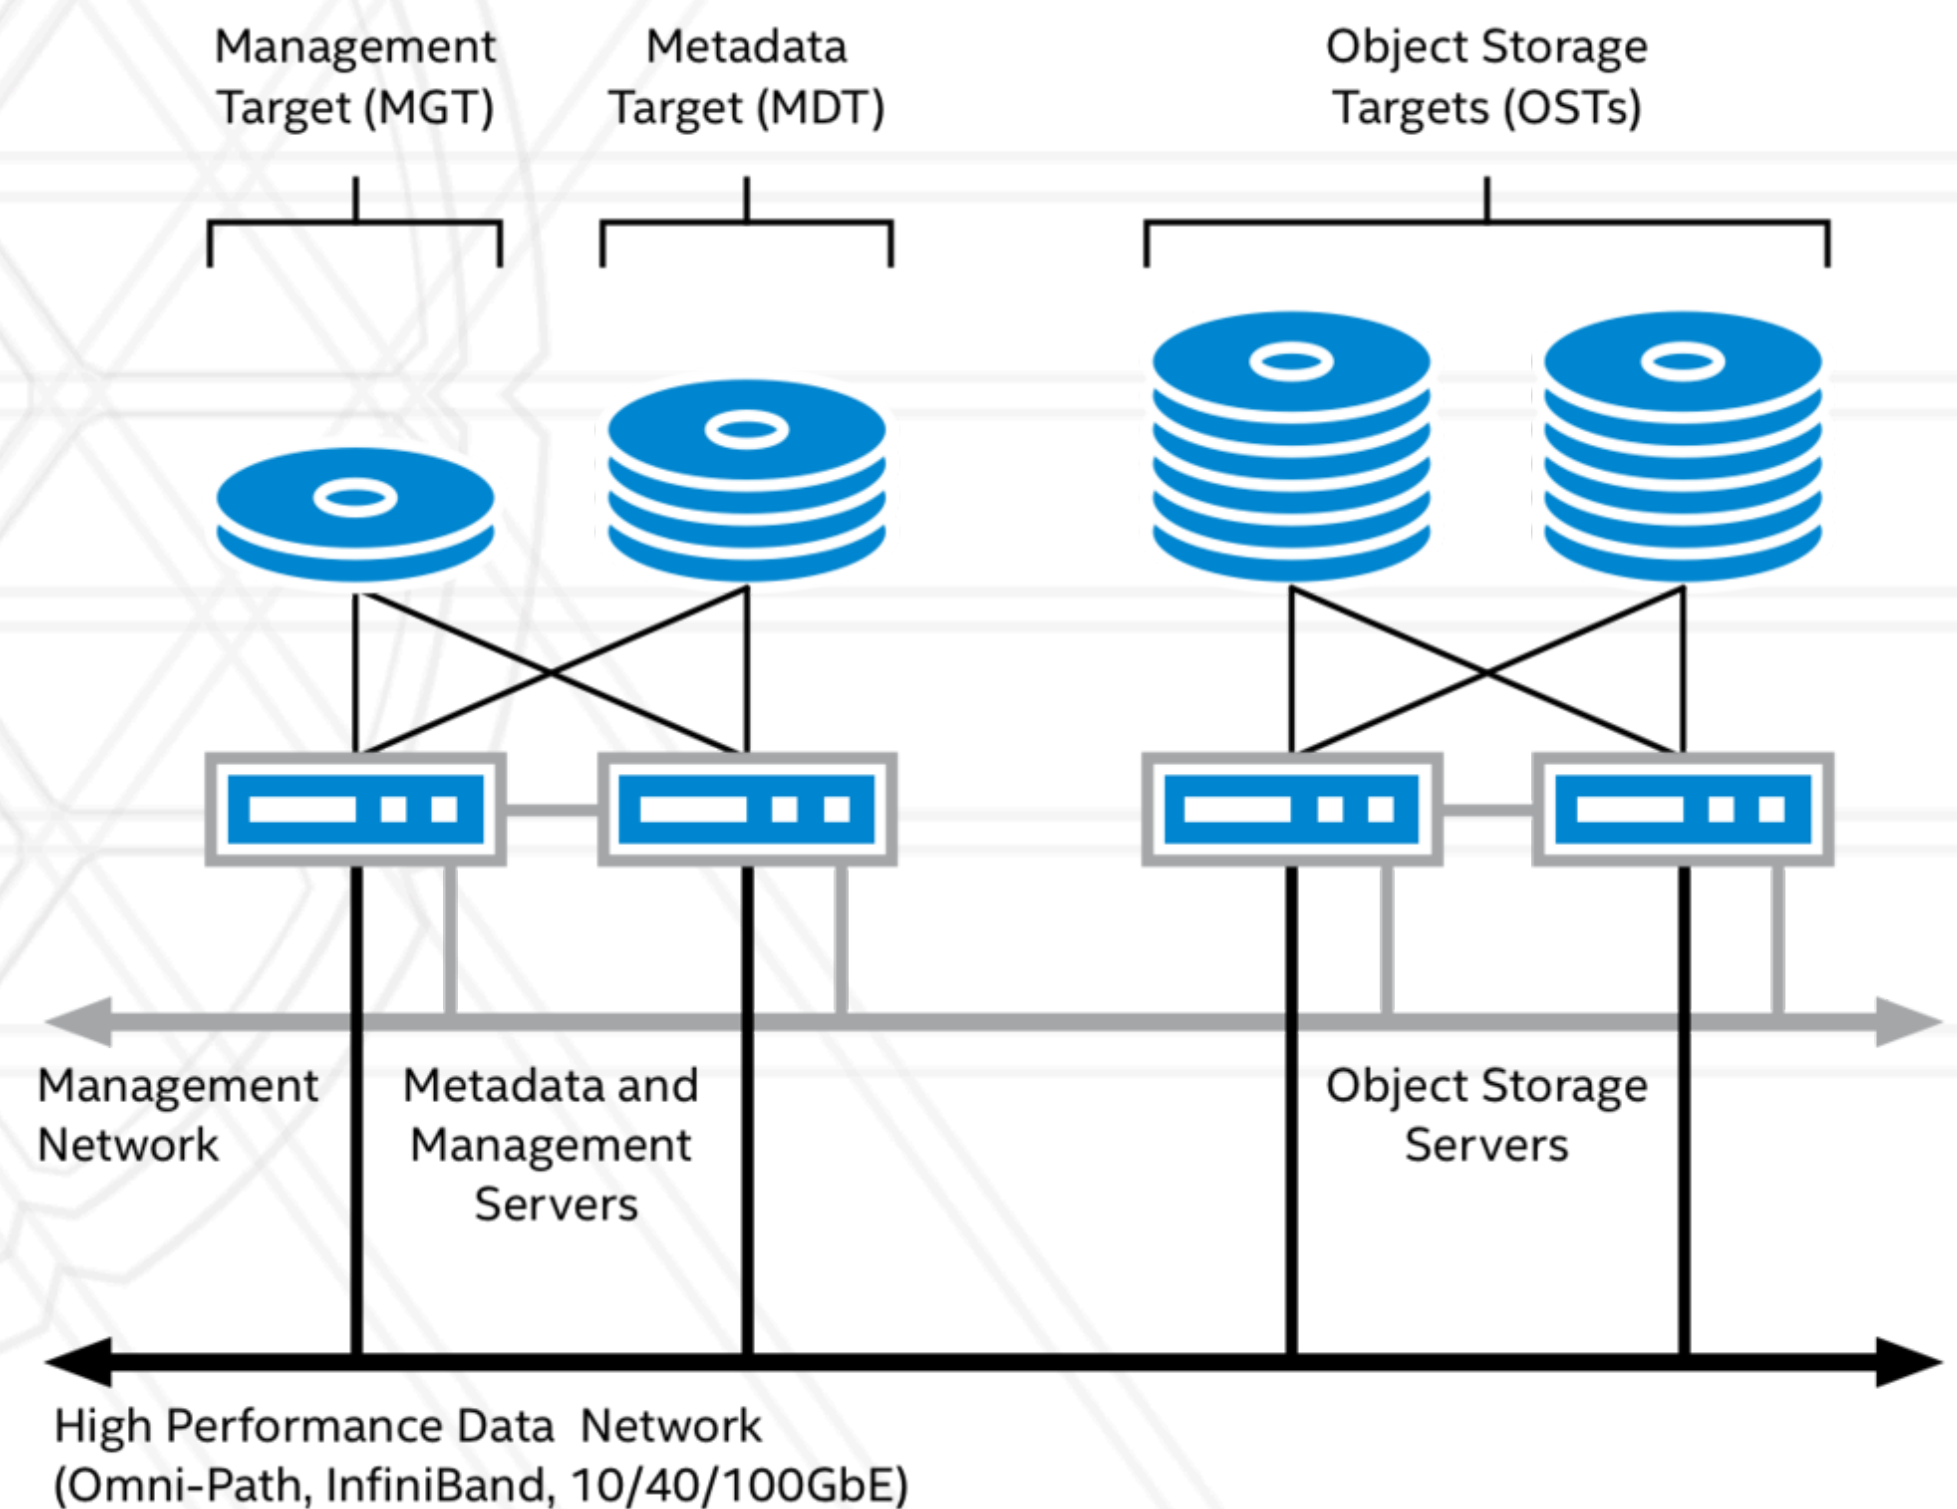 Management
Target (MGT)
Metadata
Target (MDT)
Object Storage
Targets (OSTs)
Management
Network
Metadata and
Management
Servers
Object Storage
Servers
High Performance Data  Network
(Omni-Path, InfiniBand, 10/40/100GbE)